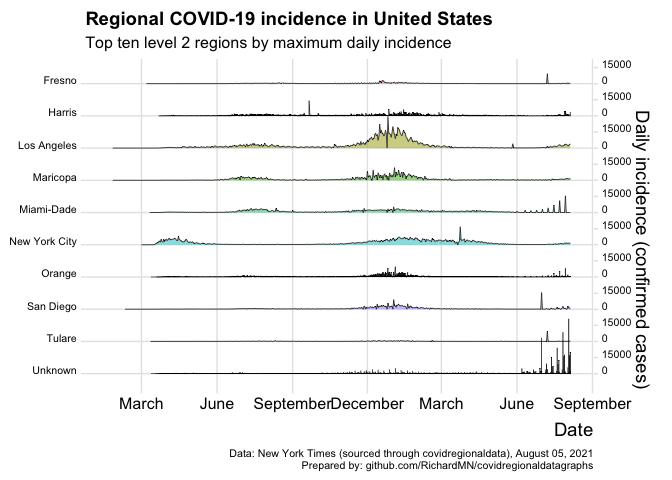 Regional COVID-19 incidence in United States
Top ten level 2 regions by maximum daily incidence
Fresno
15000
0
Harris
15000
0
Los Angeles
15000
0
Maricopa
15000
0
Miami-Dade
15000
0
New York City
15000
0
Orange
15000
0
San Diego
15000
0
Tulare
15000
0
Unknown
15000
0
Daily incidence (confirmed cases)
March June September December March June September
Date
Data: New York Times (sourced through covidregionaldata), August 05, 2021
Prepared by: github.com/RichardMN/covidregionaldatagraphs